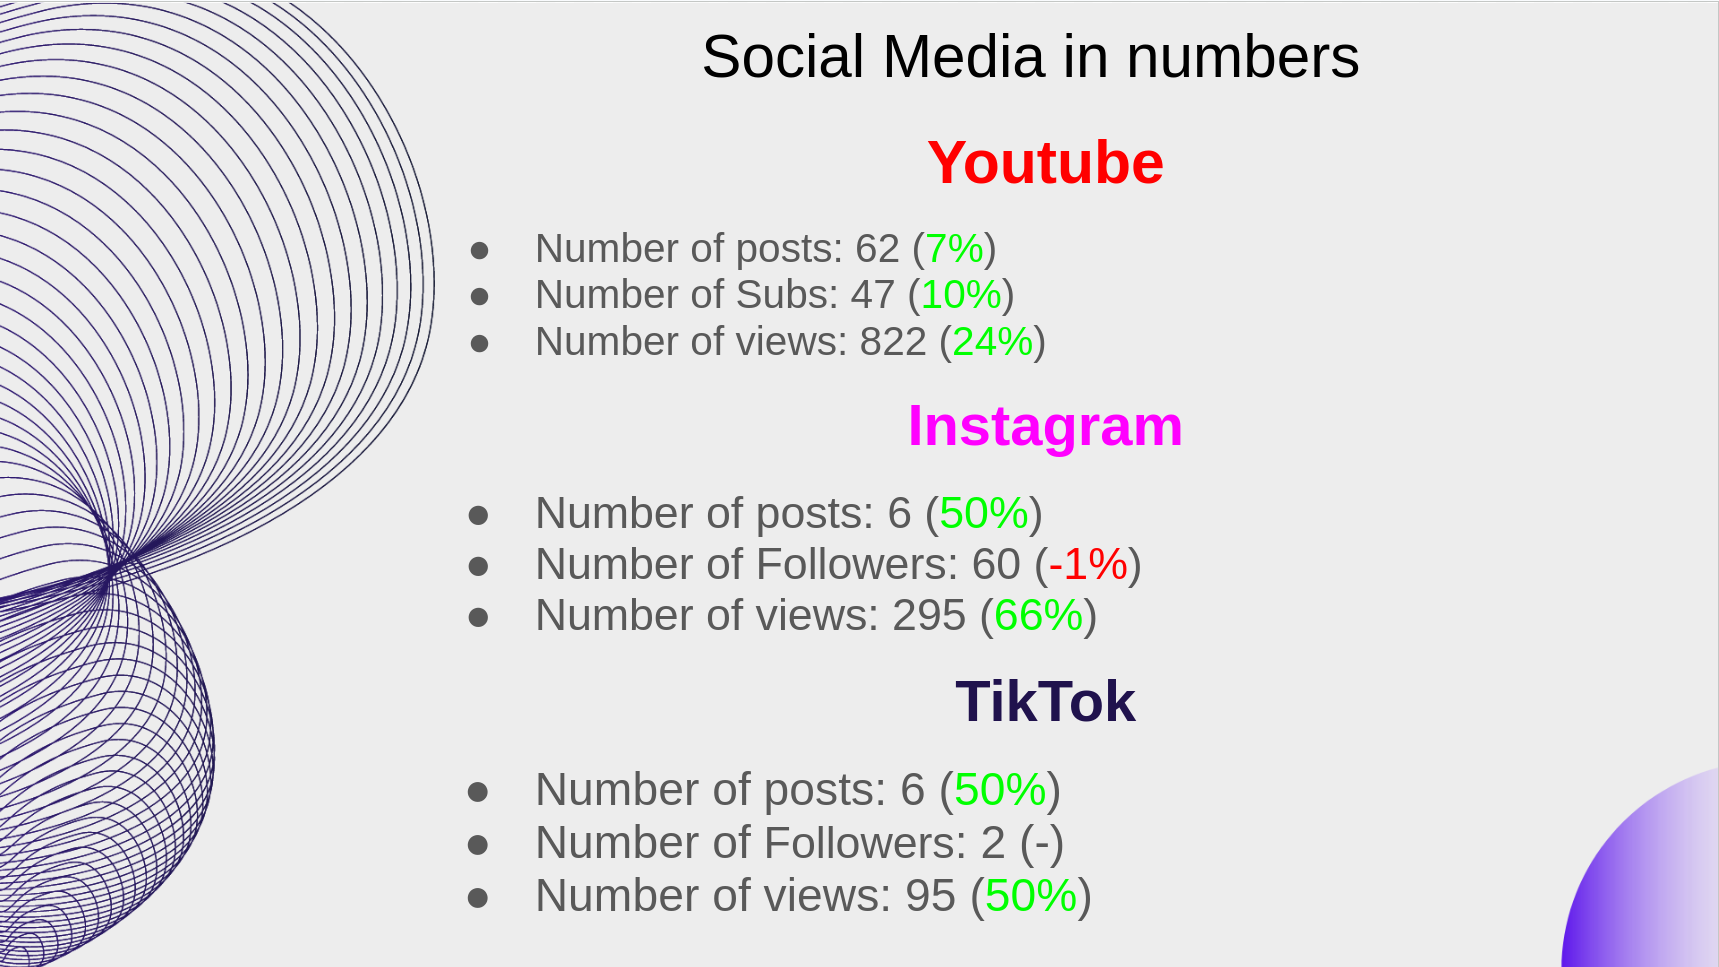 Social Media in numbers
Youtube
● Number of posts: 62 (7%)
● Number of Subs: 47 (10%)
● Number of views: 822 (24%)
Instagram
● Number of posts: 6 (50%)
● Number of Followers: 60 (-1%)
● Number of views: 295 (66%)
TikTok
● Number of posts: 6 (50%)
● Number of Followers: 2 (-)
● Number of views: 95 (50%)